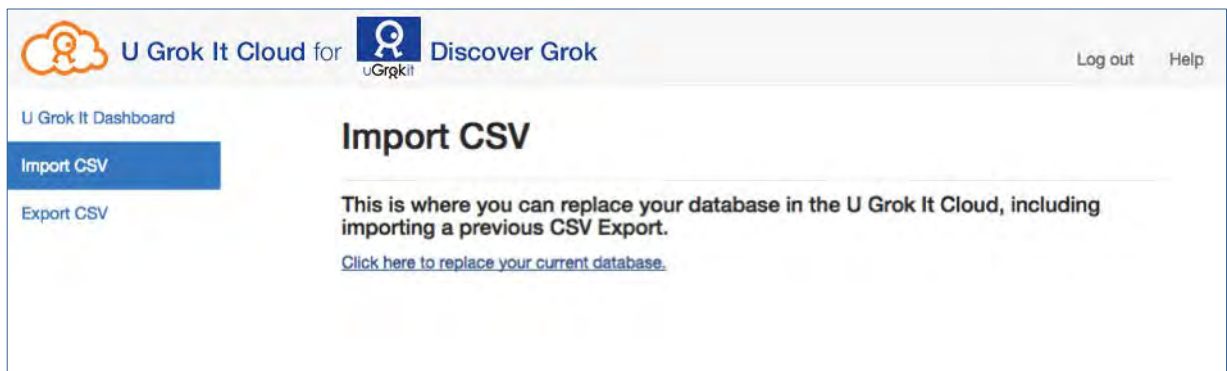 U Grok It Cloud for uGrokit Discover Grok
Log out Help
U Grok It Dashboard
Import CSV
Export CSV
Import CSV
This is where you can replace your database in the U Grok It Cloud, including
importing a previous CSV Export.
Click here to replace your current database.